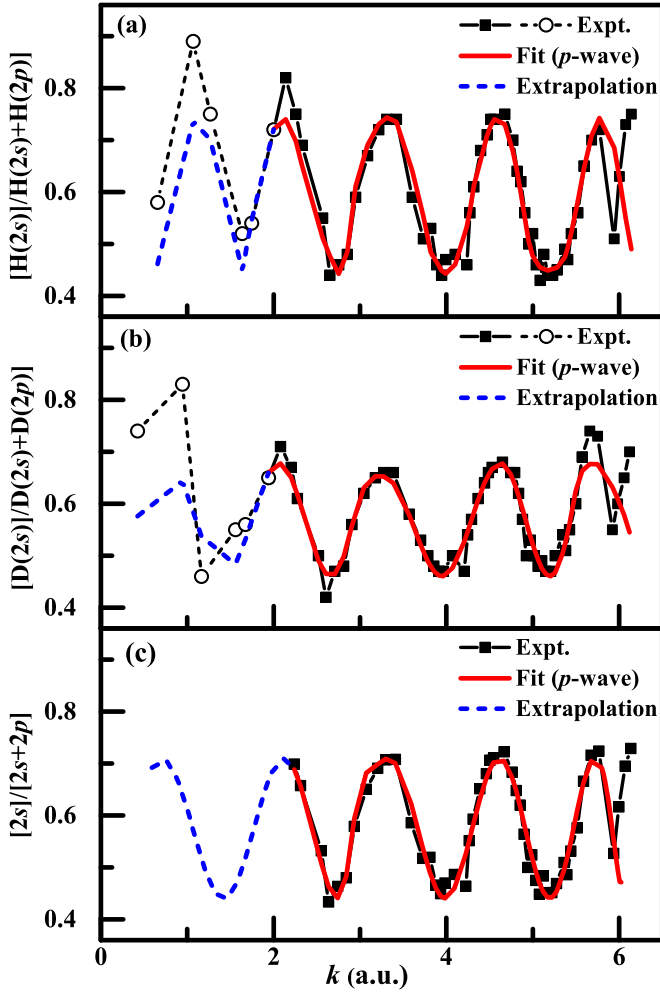 (a)
Expt.
Fit (p-wave)
Extrapolation
[H(2s)]/H(2s)+H(2p)]
0.8
0.6
0.4
(b)
Expt.
Fit (p-wave)
Extrapolation
[D(2s)]/D(2s)+D(2p)]
0.8
0.6
0.4
(c)
Expt.
Fit (p-wave)
Extrapolation
[2s]/[2s+2p]
0.8
0.6
0.4
0 2 4 6
k (a.u.)